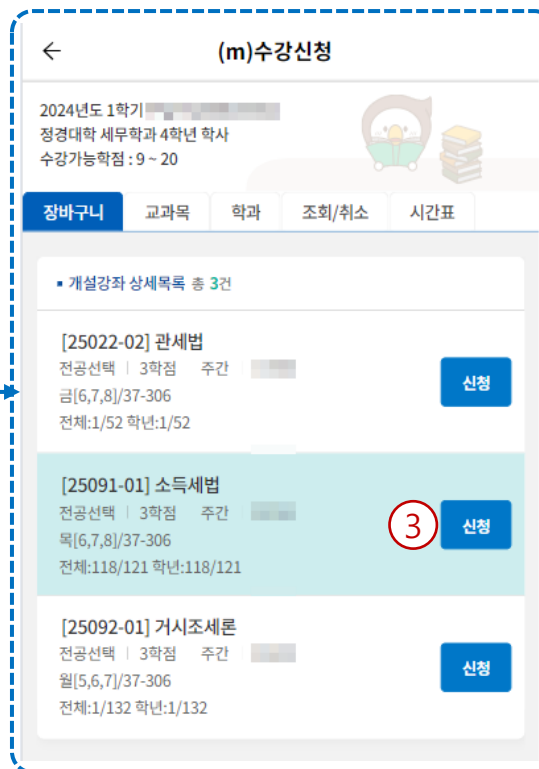 (m)수강신청
2024년도 1학기
정경대학 세무학과 4학년 학사
수강가능학점 : 9 ~ 20
장바구니 교과목 학과 조회/취소 시간표
개설강좌 상세목록 총 3건
[25022-02] 관세법
전공선택 3학점 주간
금[6,7,8]/37-306
전체:1/52 학년:1/52
신청
[25091-01] 소득세법
전공선택 3학점 주간
목[6,7,8]/37-306
전체:118/121 학년:118/121
3 신청
[25092-01] 거시조세론
전공선택 3학점 주간
월[5,6,7]/37-306
전체:1/132 학년:1/132
신청